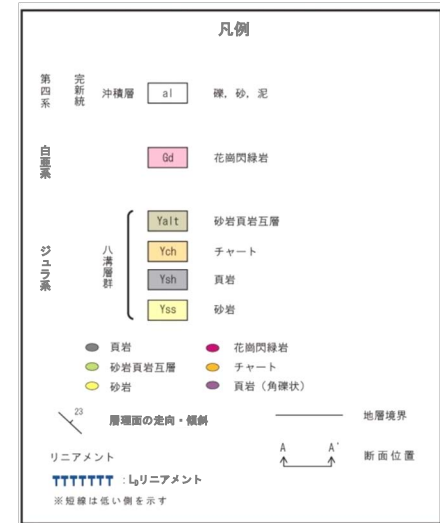 凡例
第四系 完新統 沖積層 al 礫, 砂, 泥
白亜系 Gd 花崗閃緑岩
ジュラ系 八溝層群
Yalt 砂岩頁岩互層
Ych チャート
Ysh 頁岩
Yss 砂岩
頁岩 花崗閃緑岩
砂岩頁岩互層 チャート
砂岩 頁岩（角礫状）
23 層理面の走向・傾斜 地層境界
リニアメント A A' 断面位置
:LDリニアメント
※短線は低い側を示す